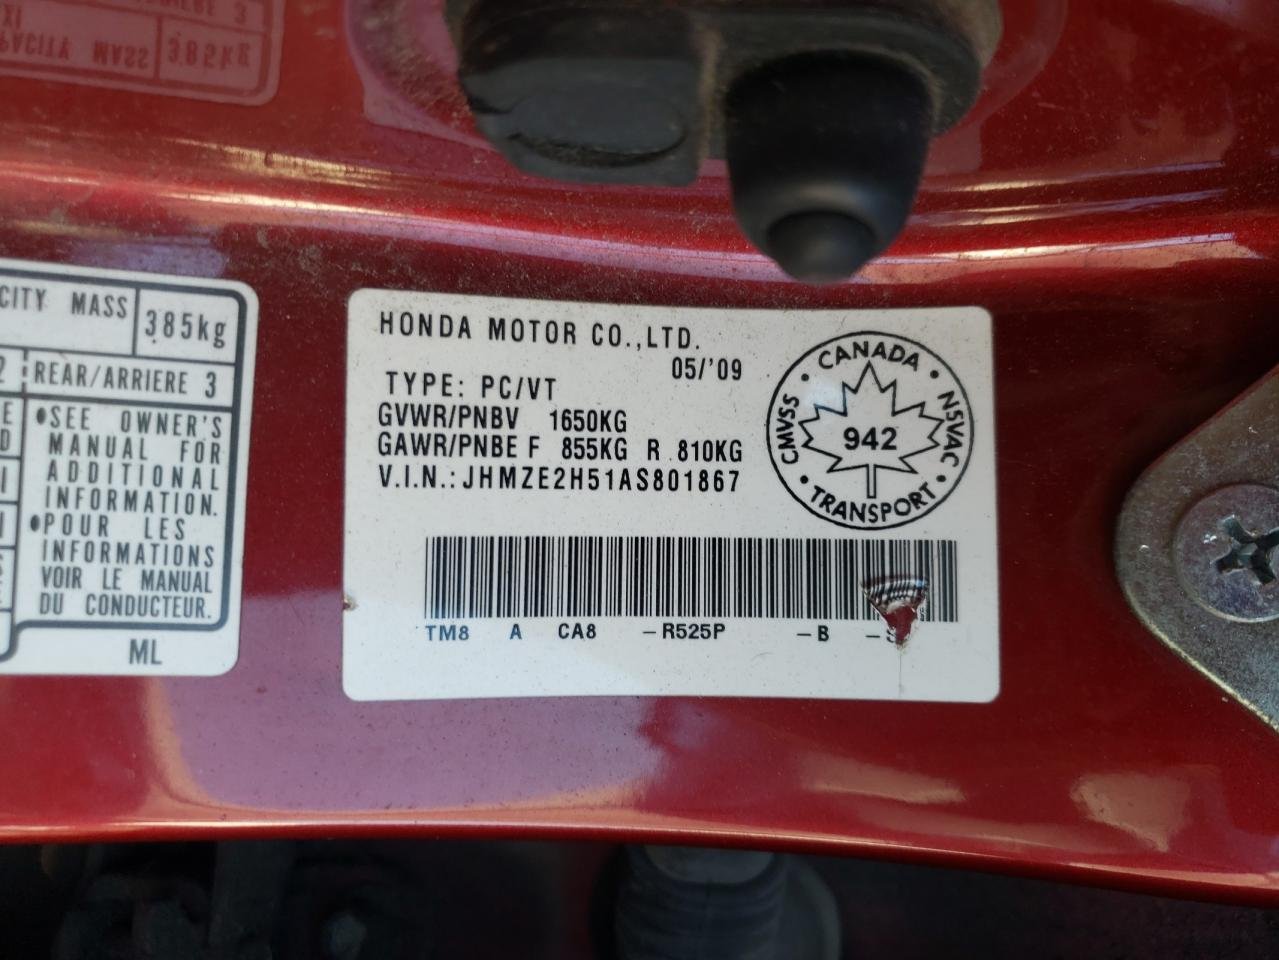 CITY MASS 385kg
REAR/ARRIERE 3
•SEE OWNER'S
MANUAL FOR
ADDITIONAL
INFORMATION.
•POUR LES
INFORMATIONS
VOIR LE MANUAL
DU CONDUCTEUR.
ML
HONDA MOTOR CO.,LTD.
05/'09
TYPE: PC/VT
GVWR/PNBV 1650KG
GAWR/PNBE F 855KG R 810KG
V.I.N.: JHMZE2H51AS801867
CANADA
CMVSS
942
NSVAC
TRANSPORT
TM8 A CA8 -R525P -B -